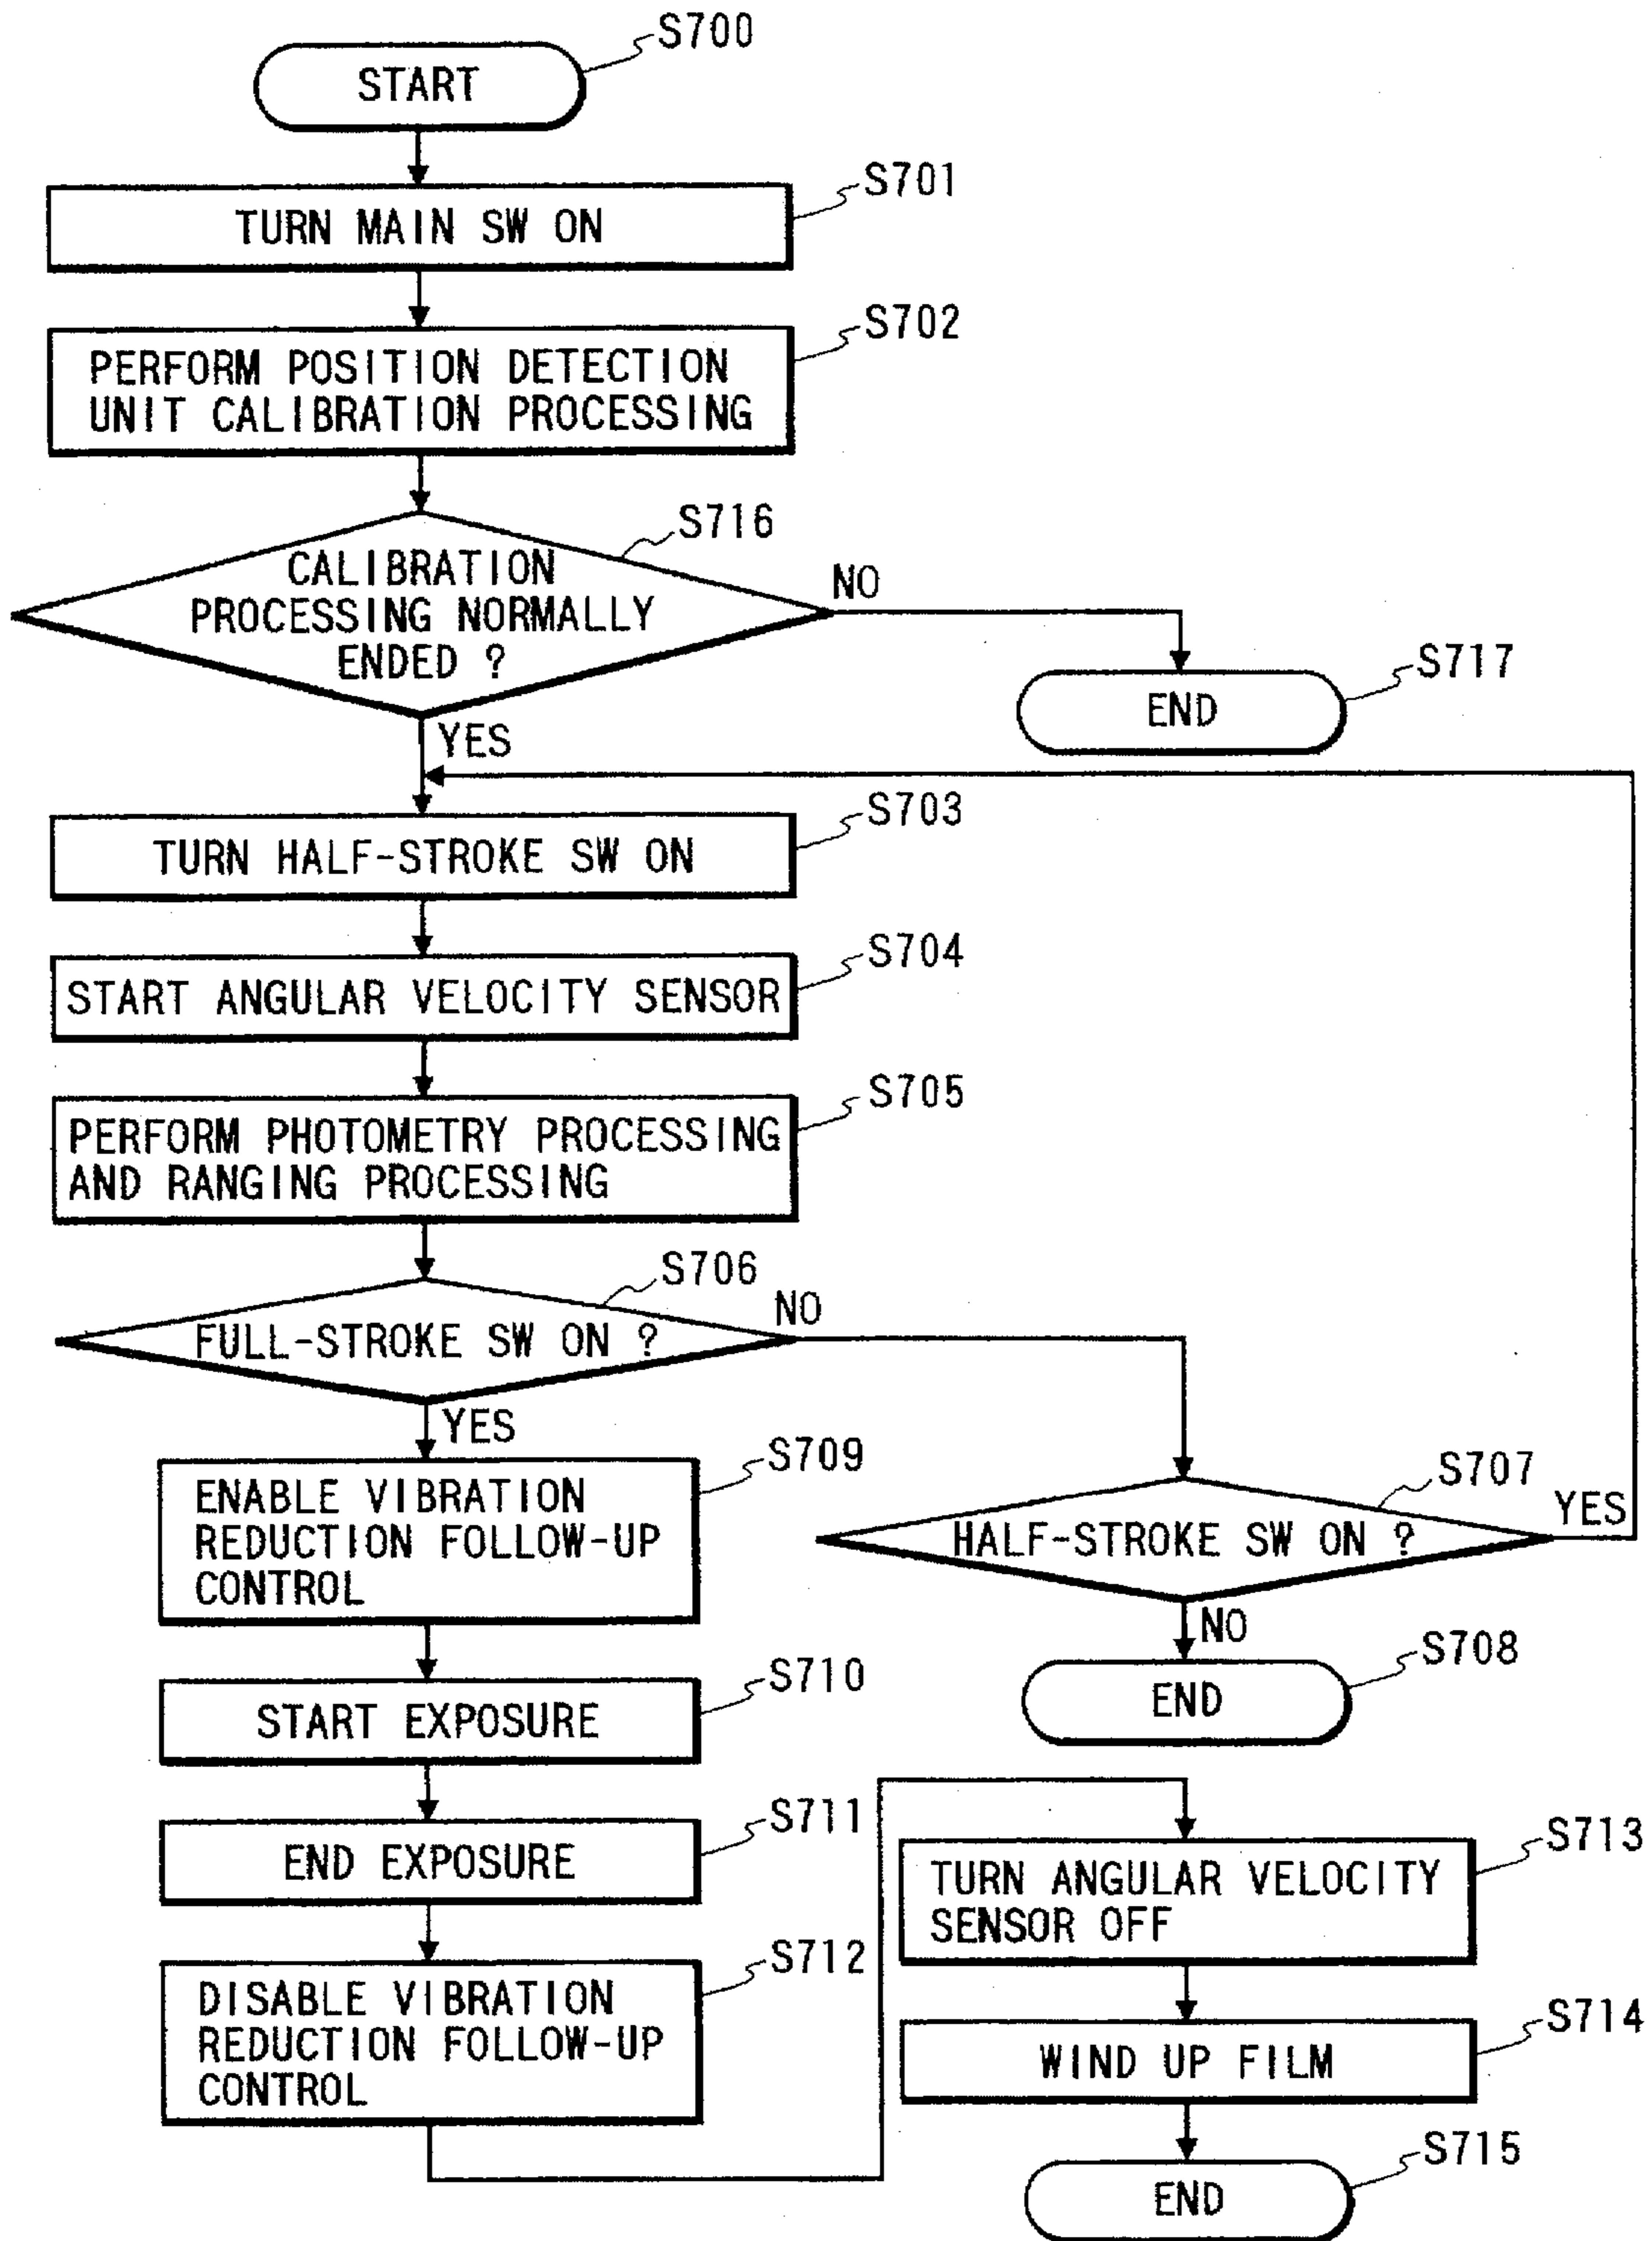 S700
START
S701
TURN MAIN SW ON
S702
PERFORM POSITION DETECTION
UNIT CALIBRATION PROCESSING
S716
CALIBRATION
PROCESSING NORMALLY
ENDED ?
NO
S717
END
YES
S703
TURN HALF-STROKE SW ON
S704
START ANGULAR VELOCITY SENSOR
S705
PERFORM PHOTOMETRY PROCESSING
AND RANGING PROCESSING
S706
FULL-STROKE SW ON ?
NO
YES
S707
HALF-STROKE SW ON ?
YES
NO
S708
END
S709
ENABLE VIBRATION
REDUCTION FOLLOW-UP
CONTROL
S710
START EXPOSURE
S711
END EXPOSURE
S712
DISABLE VIBRATION
REDUCTION FOLLOW-UP
CONTROL
S713
TURN ANGULAR VELOCITY
SENSOR OFF
S714
WIND UP FILM
S715
END